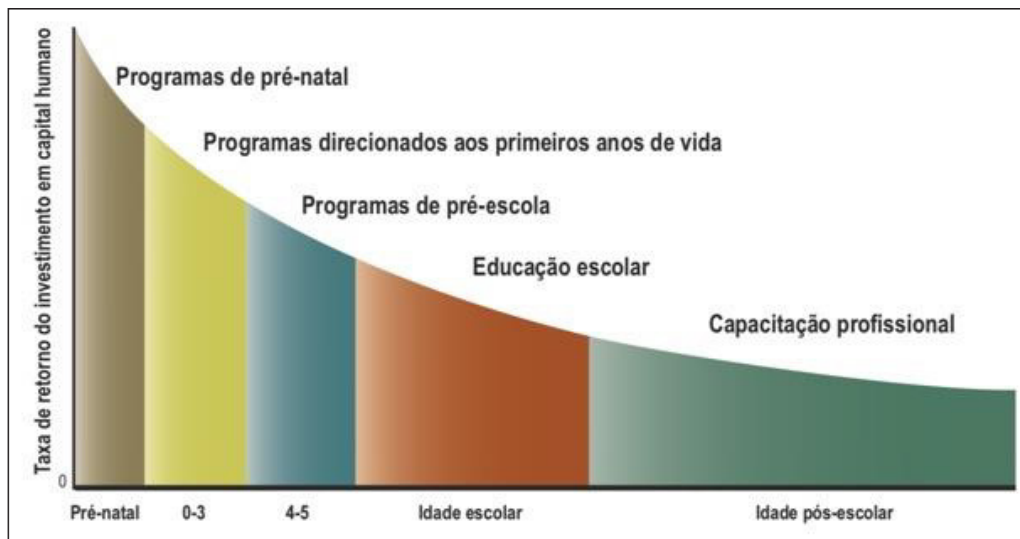 Taxa de retorno do investimento em capital humano
Programas de pré-natal
Programas direcionados aos primeiros anos de vida
Programas de pré-escola
Educação escolar
Capacitação profissional
0
Pré-natal
0-3
4-5
Idade escolar
Idade pós-escolar